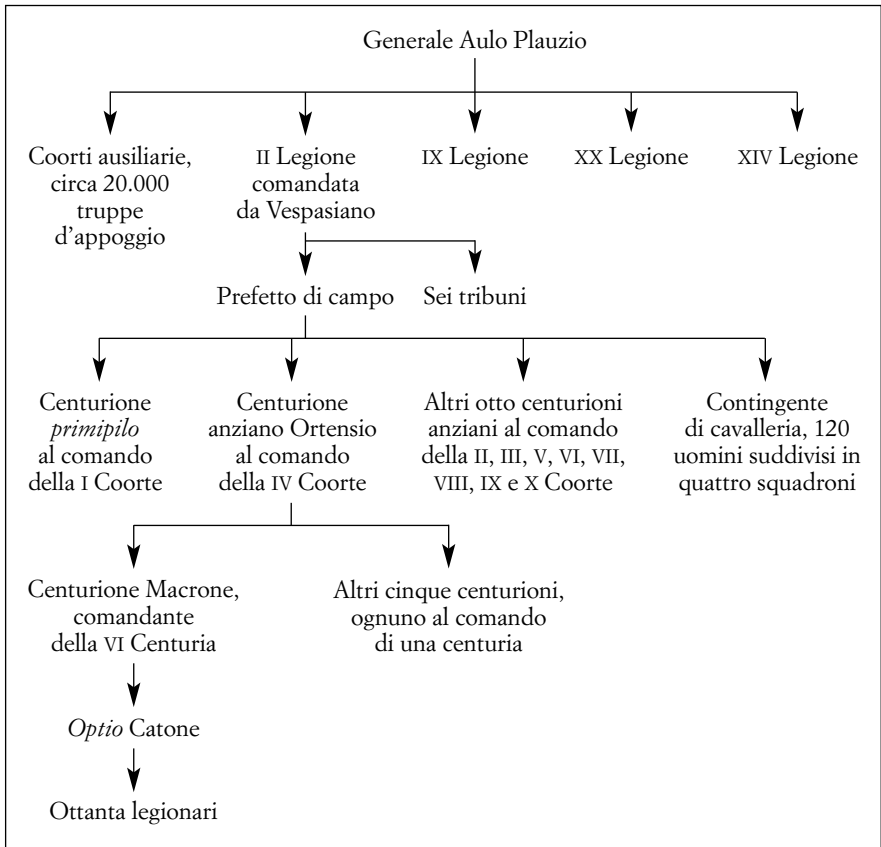 Generale Aulo Plauzio
Coorti ausiliarie,
circa 20.000
truppe
d'appoggio
II Legione
comandata
da Vespasiano
IX Legione
XX Legione
XIV Legione
Prefetto di campo
Sei tribuni
Centurione
primipilo
al comando
della I Coorte
Centurione
anziano Ortensio
al comando
della IV Coorte
Altri otto centurioni
anziani al comando
della II, III, V, VI, VII,
VIII, IX e X Coorte
Contingente
di cavalleria, 120
uomini suddivisi in
quattro squadroni
Centurione Macrone,
comandante
della VI Centuria
Altri cinque centurioni,
ognuno al comando
di una centuria
Optio Catone
Ottanta legionari